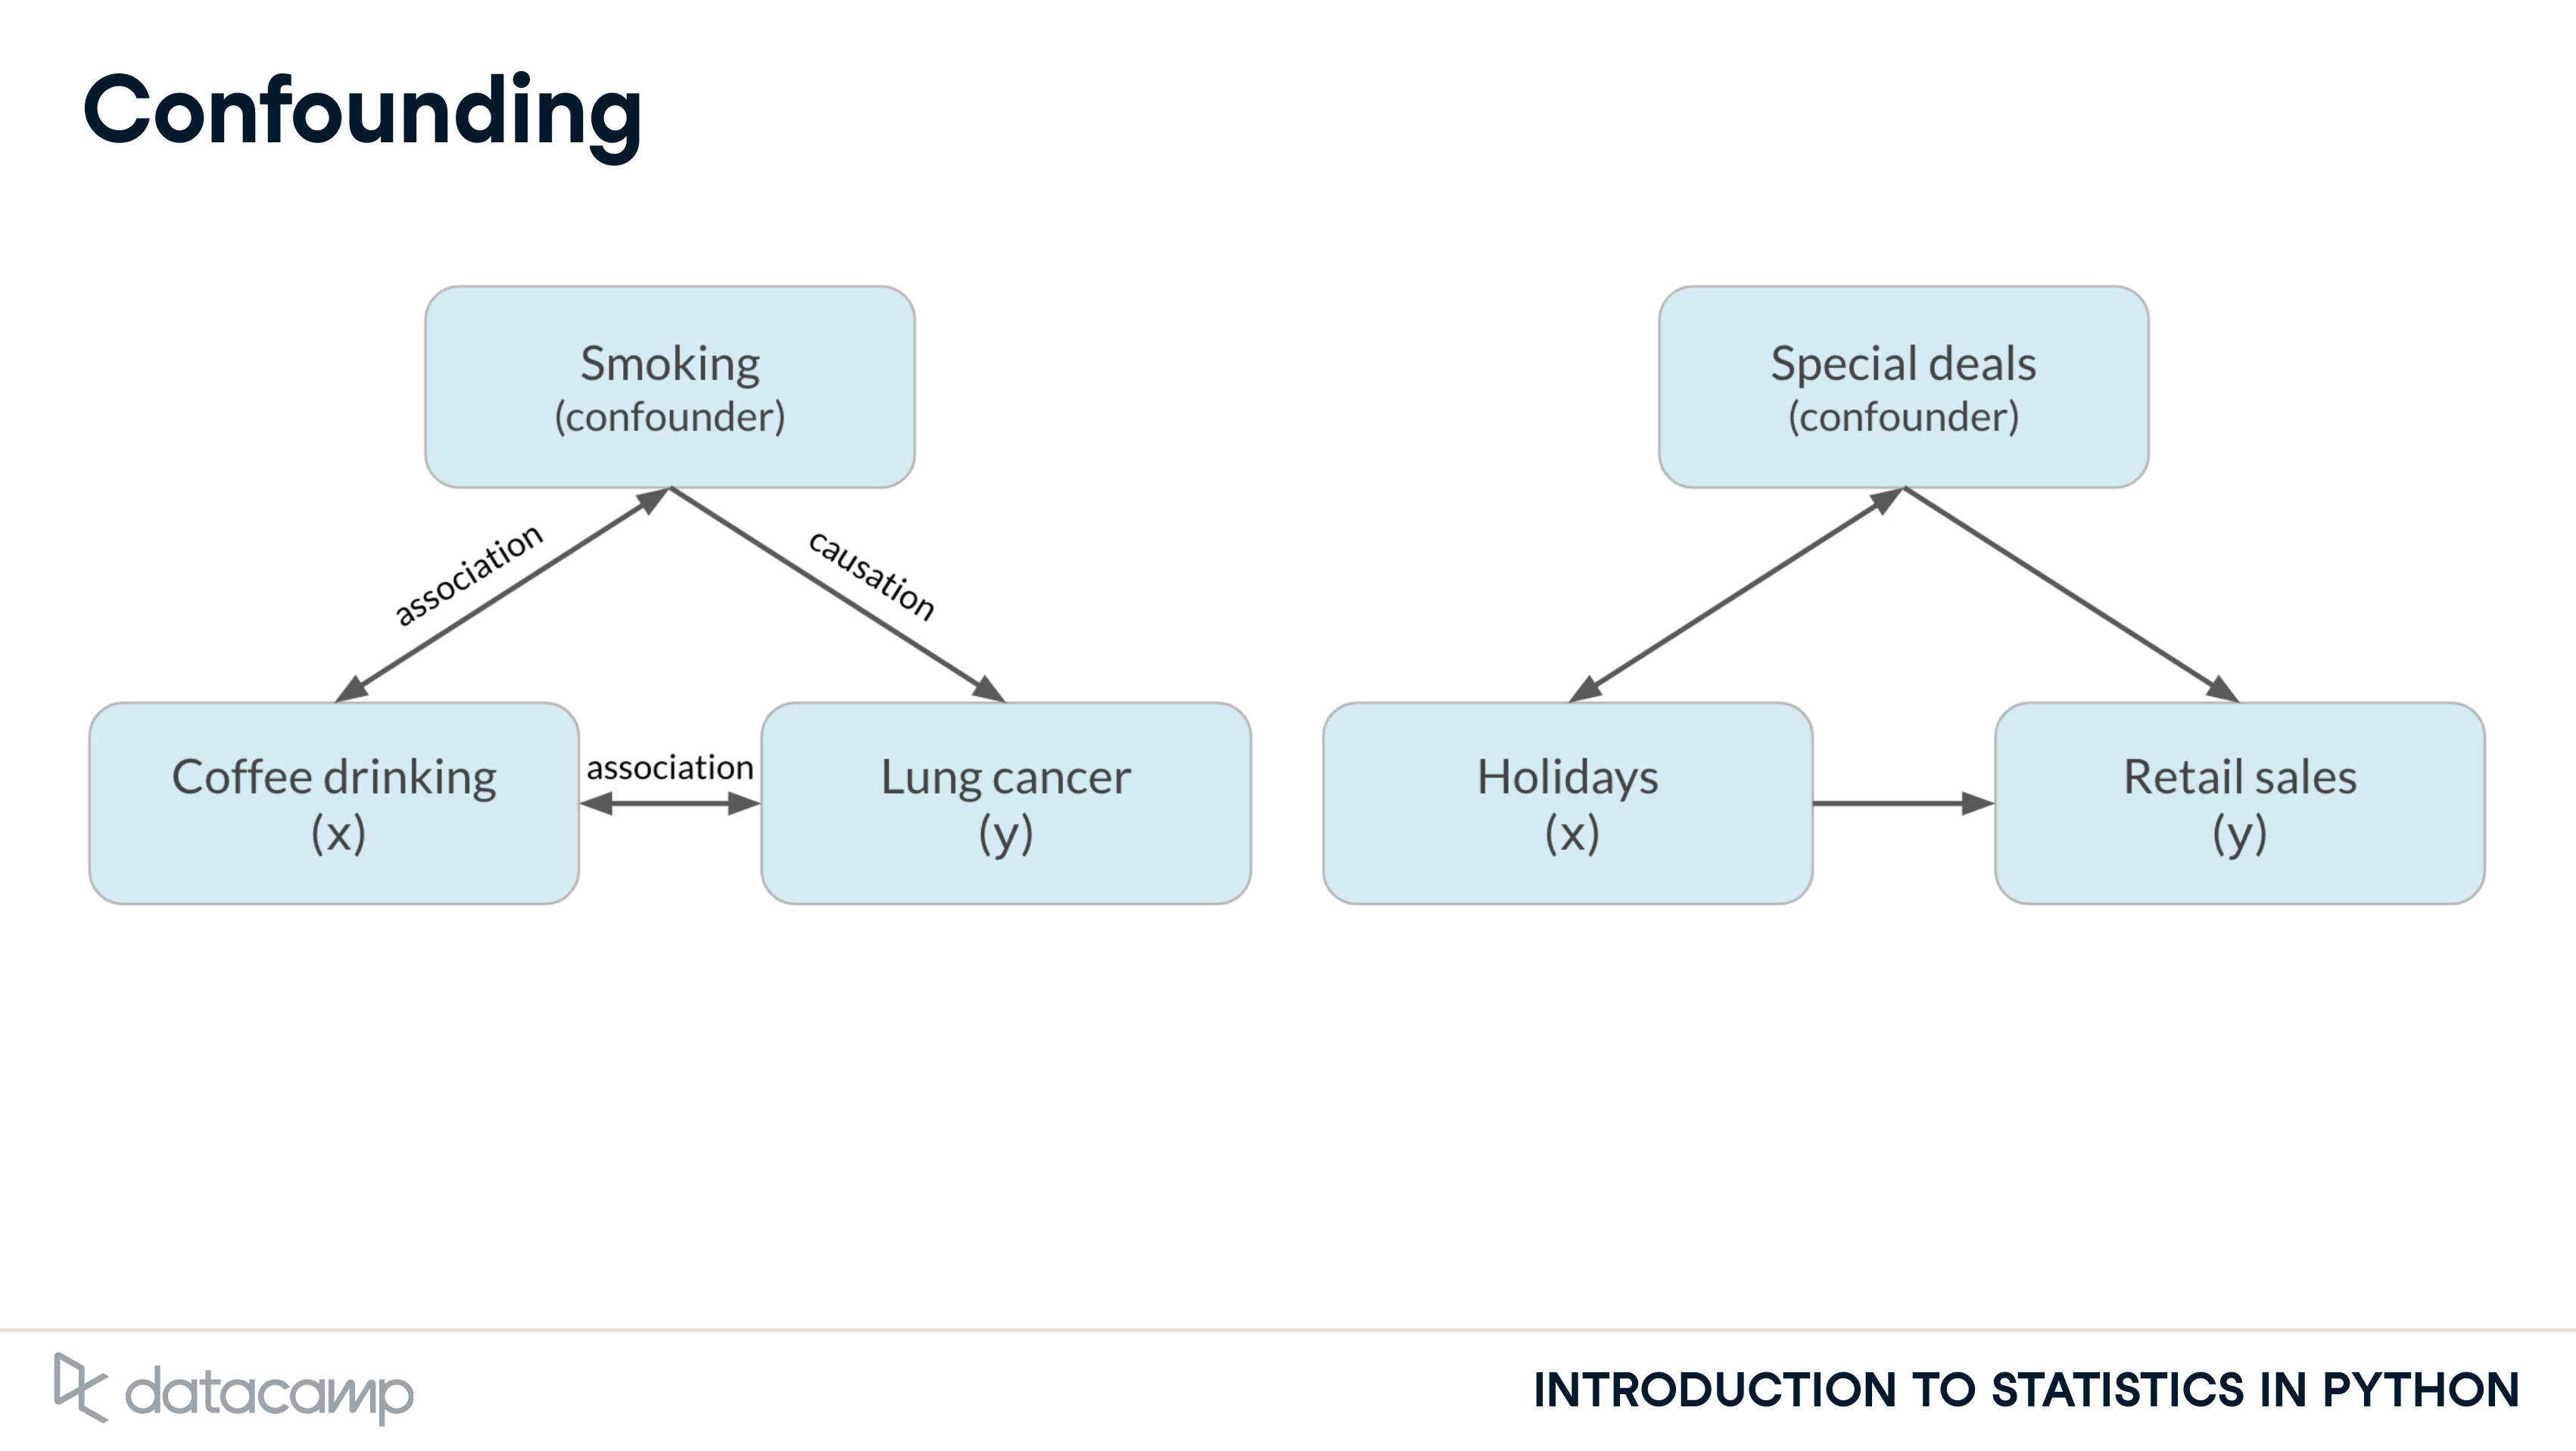 Confounding
Smoking
(confounder)
association
causation
Coffee drinking
(x)
association
Lung cancer
(y)
Special deals
(confounder)
Holidays
(x)
Retail sales
(y)
datacamp
INTRODUCTION TO STATISTICS IN PYTHON